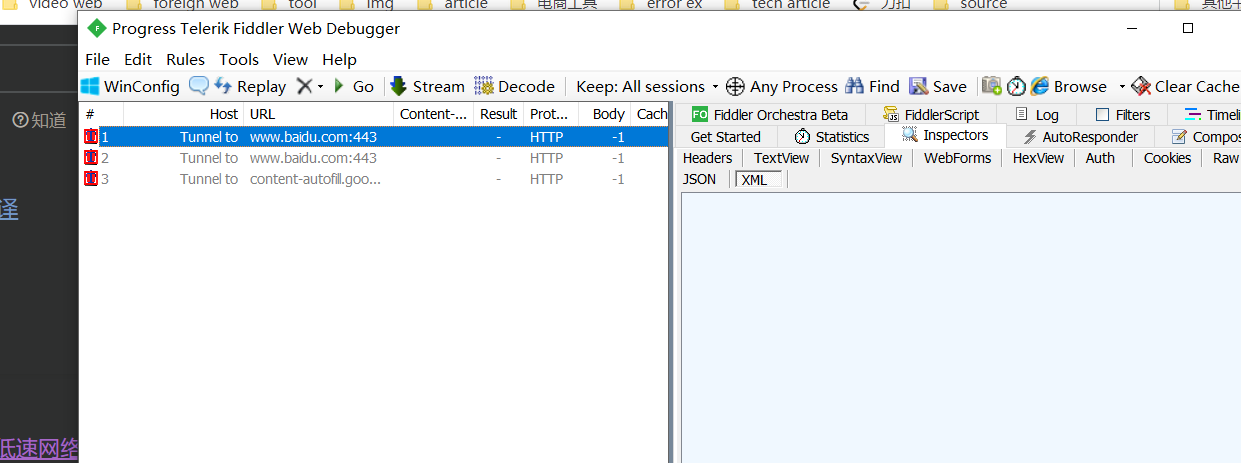 video web foreign web tool img article 电商工具 error ex tech article 力扣 source
Progress Telerik Fiddler Web Debugger
File Edit Rules Tools View Help
WinConfig Replay Go Stream Decode Keep: All sessions Any Process Find Save Browse Clear Cache
# Host URL Content-... Result Prot... Body Cach
1 Tunnel to www.baidu.com:443 - HTTP -1
2 Tunnel to www.baidu.com:443 - HTTP -1
3 Tunnel to content-autofill.goo... - HTTP -1
FO Fiddler Orchestra Beta FiddlerScript Log Filters Timeli
Get Started Statistics Inspectors AutoResponder Compos
Headers TextView SyntaxView WebForms HexView Auth Cookies Raw
JSON XML
知道
译
低速网络